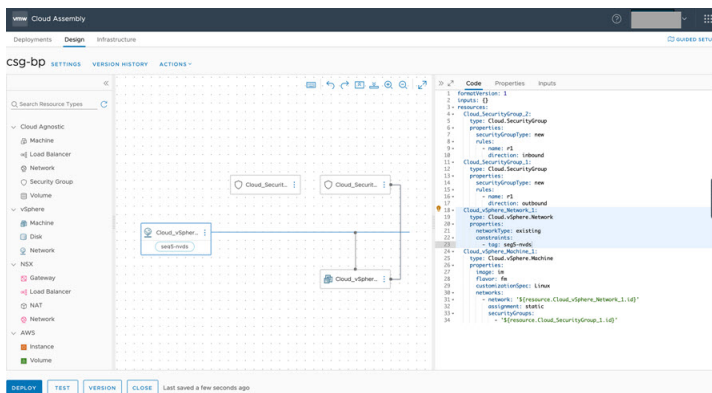 vmw Cloud Assembly
Deployments Design Infrastructure
GUIDED SETU
csg-bp SETTINGS VERSION HISTORY ACTIONS
Search Resource Types
Cloud Agnostic
Machine
Load Balancer
Network
Security Group
Volume
vSphere
Machine
Disk
Network
NSX
Gateway
Load Balancer
NAT
Network
AWS
Instance
Volume
Cloud_Securit...
Cloud_Securit...
Cloud_vSpher...
seg5-nvds
Cloud_vSpher...
Code Properties Inputs
1 formatVersion: 1
2 inputs: {}
3 resources:
4 Cloud_SecurityGroup_2:
5 type: Cloud.SecurityGroup
6 properties:
7 securityGroupType: new
8 rules:
9 - name: r1
10 direction: inbound
11 Cloud_SecurityGroup_1:
12 type: Cloud.SecurityGroup
13 properties:
14 securityGroupType: new
15 rules:
16 - name: r1
17 direction: outbound
18 Cloud_vSphere_Network_1:
19 type: Cloud.vSphere.Network
20 properties:
21 networkType: existing
22 constraints:
23 - tag: seg5-nvds
24 Cloud_vSphere_Machine_1:
25 type: Cloud.vSphere.Machine
26 properties:
27 image: im
28 flavor: fm
29 customizationSpec: Linux
30 networks:
31 - network: '${resource.Cloud_vSphere_Network_1.id}'
32 assignment: static
33 securityGroups:
34 - '${resource.Cloud_SecurityGroup_1.id}'
DEPLOY TEST VERSION CLOSE Last saved a few seconds ago